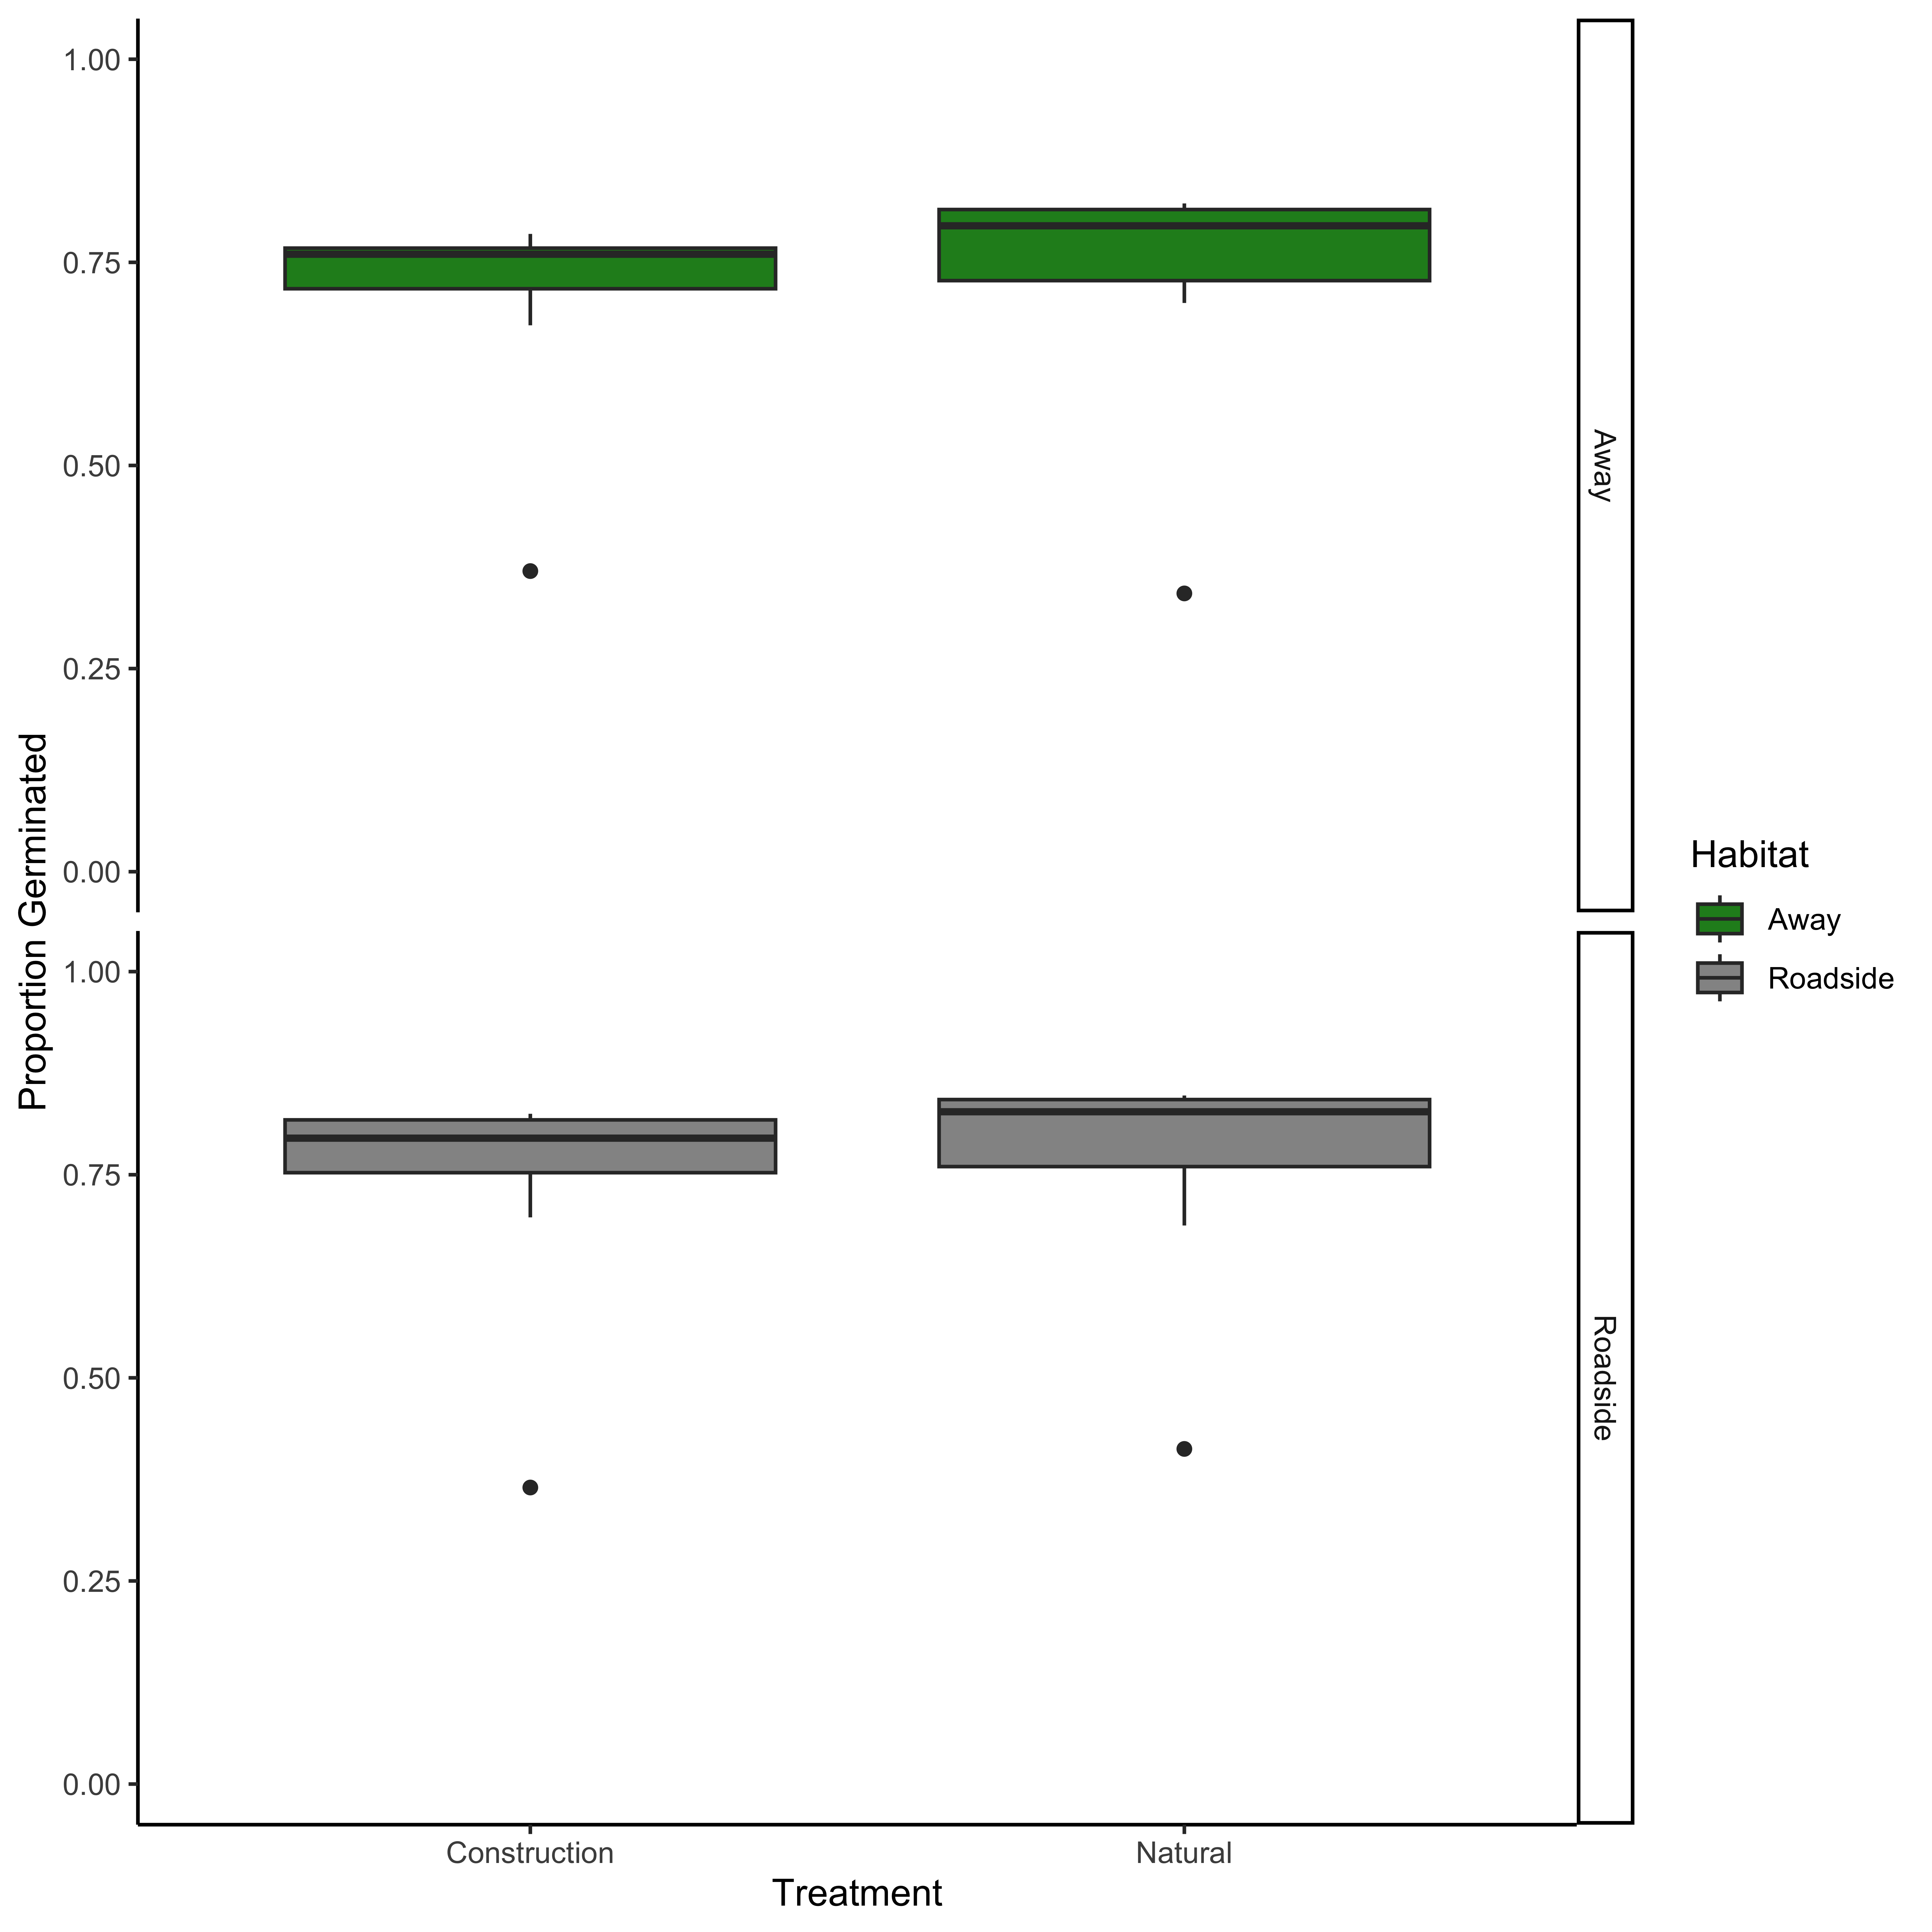 Proportion Germinated
1.00
0.75
0.50
0.25
0.00
Away
1.00
0.75
0.50
0.25
0.00
Roadside
Construction
Natural
Treatment
Habitat
Away
Roadside